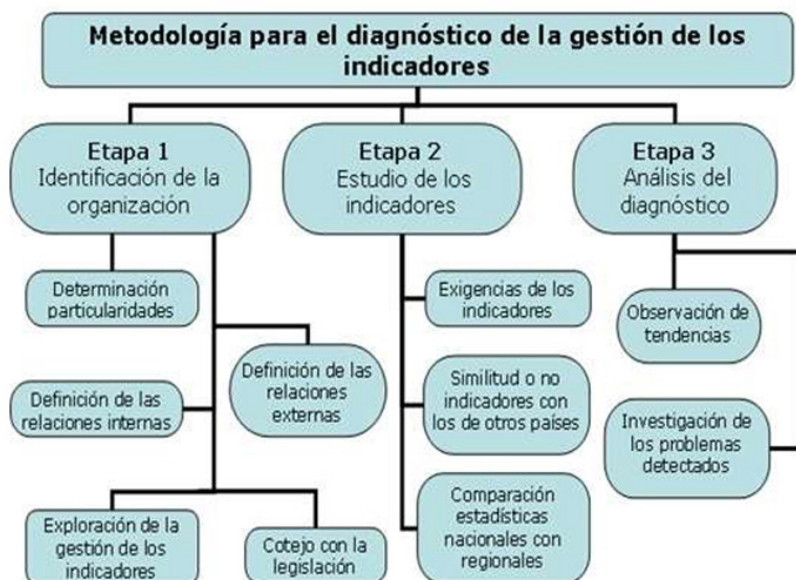 Metodología para el diagnóstico de la gestión de los
indicadores
Etapa 1
Identificación de la
organización
Etapa 2
Estudio de los
indicadores
Etapa 3
Análisis del
diagnóstico
Determinación
particularidades
Definición de las
relaciones externas
Definición de las
relaciones internas
Exploración de la
gestión de los
indicadores
Cotejo con la
legislación
Exigencias de los
indicadores
Similitud o no
indicadores con
los de otros países
Comparación
estadísticas
nacionales con
regionales
Observación de
tendencias
Investigación de
los problemas
detectados